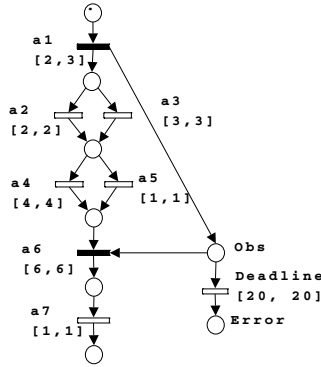 a1
[2,3]
a2
[2,2]
a3
[3,3]
a4
[4,4]
a5
[1,1]
a6
[6,6]
Obs
Deadline
[20, 20]
a7
[1,1]
Error